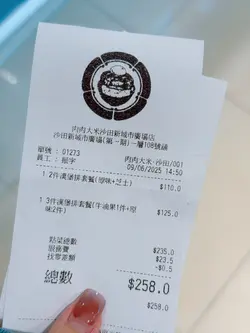 肉肉大米沙田新城市廣場店
沙田新城市廣場(第一期)一層108號舖
單號 : 01273
肉肉大米·沙田/001
員工 : 組字
09/06/2025 14:50
1 2件漢堡排套餐(原味+芝士) $110.0
1 3件漢堡排套餐(牛油果1件+原味2件) $125.0
點菜總數 $235.0
服務費 $23.5
找零差額 -$0.5
總數 $258.0
$258.0